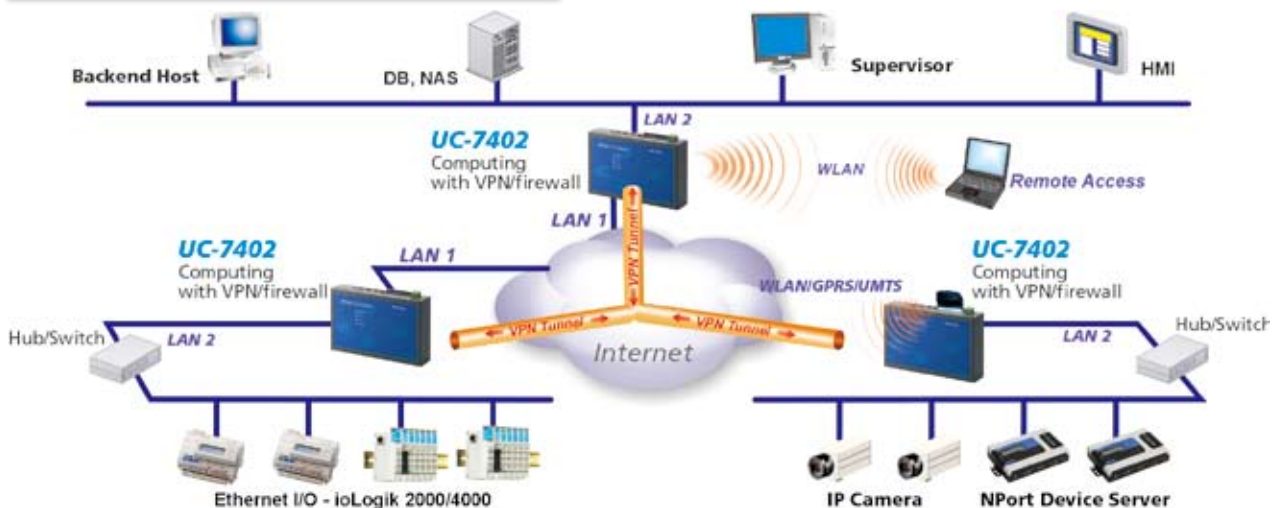 Backend Host
DB, NAS
Supervisor
HMI
LAN 2
UC-7402
Computing
with VPN/firewall
WLAN
Remote Access
LAN 1
VPN Tunnel
UC-7402
Computing
with VPN/firewall
LAN 1
WLAN/GPRS/UMTS
UC-7402
Computing
with VPN/firewall
Hub/Switch
LAN 2
VPN Tunnel
VPN Tunnel
Internet
LAN 2
Hub/Switch
Ethernet I/O - ioLogik 2000/4000
IP Camera
NPort Device Server